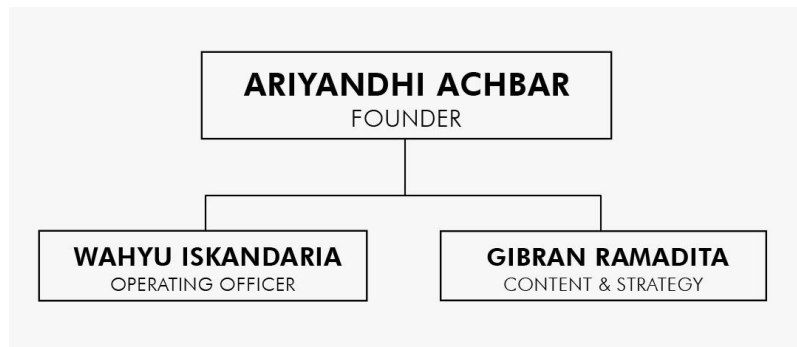 ARIYANDHI ACHBAR
FOUNDER
WAHYU ISKANDARIA
OPERATING OFFICER
GIBRAN RAMADITA
CONTENT & STRATEGY